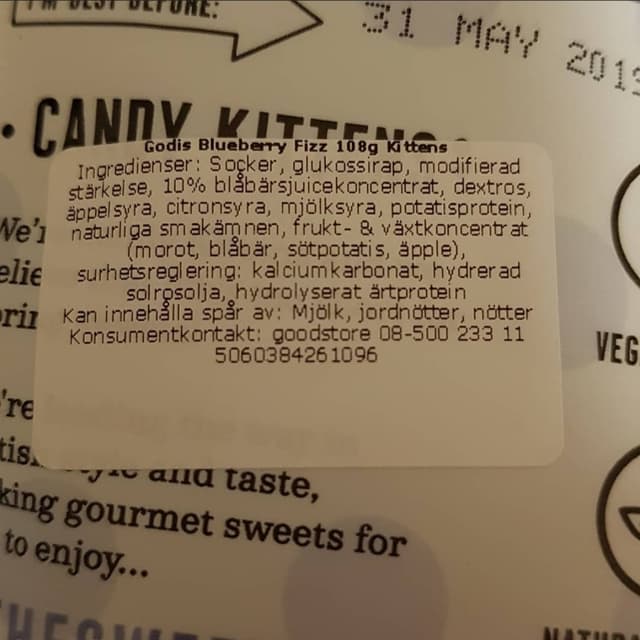 I'M BEST BEFORE:
31 MAY 201
• CANDY KITTENS
Godis Blueberry Fizz 108g Kittens
Ingredienser: Socker, glukossirap, modifierad
stärkelse, 10% blåbärsjuicekoncentrat, dextros,
äppelsyra, citronsyra, mjölksyra, potatisprotein,
naturliga smakämnen, frukt- & växtkoncentrat
(morot, blåbär, sötpotatis, äpple),
surhetsreglering: kalciumkarbonat, hydrerad
solrosolja, hydrolyserat ärtprotein
Kan innehålla spår av: Mjölk, jordnötter, nötter
Konsumentkontakt: goodstore 08-500 233 11
5060384261096
VEG
style and taste,
king gourmet sweets for
to enjoy...